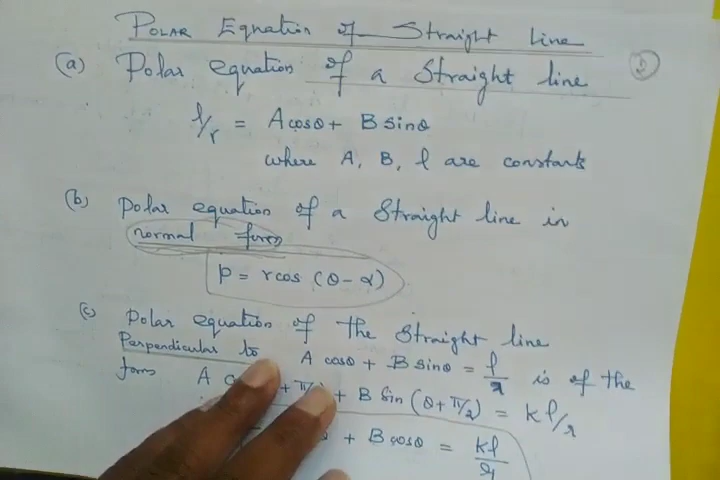 Polar Equation of Straight line
(a) Polar equation of a straight line
l/r = A cosθ + B sinθ
where A, B, l are constants
(b) Polar equation of a straight line in
normal form
p = r cos (θ - α)
(c) Polar equation of the straight line
Perpendicular to A cosθ + B sinθ = l/r is of the
form A + π/2 + B sin (θ + π/2) = k l/r
+ B cosθ = kl/r